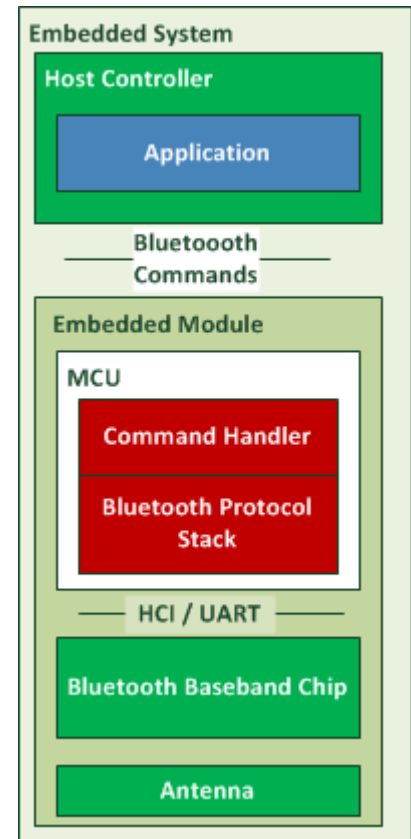 Embedded System
Host Controller
Application
Bluetoooth
Commands
Embedded Module
MCU
Command Handler
Bluetooth Protocol
Stack
HCI / UART
Bluetooth Baseband Chip
Antenna